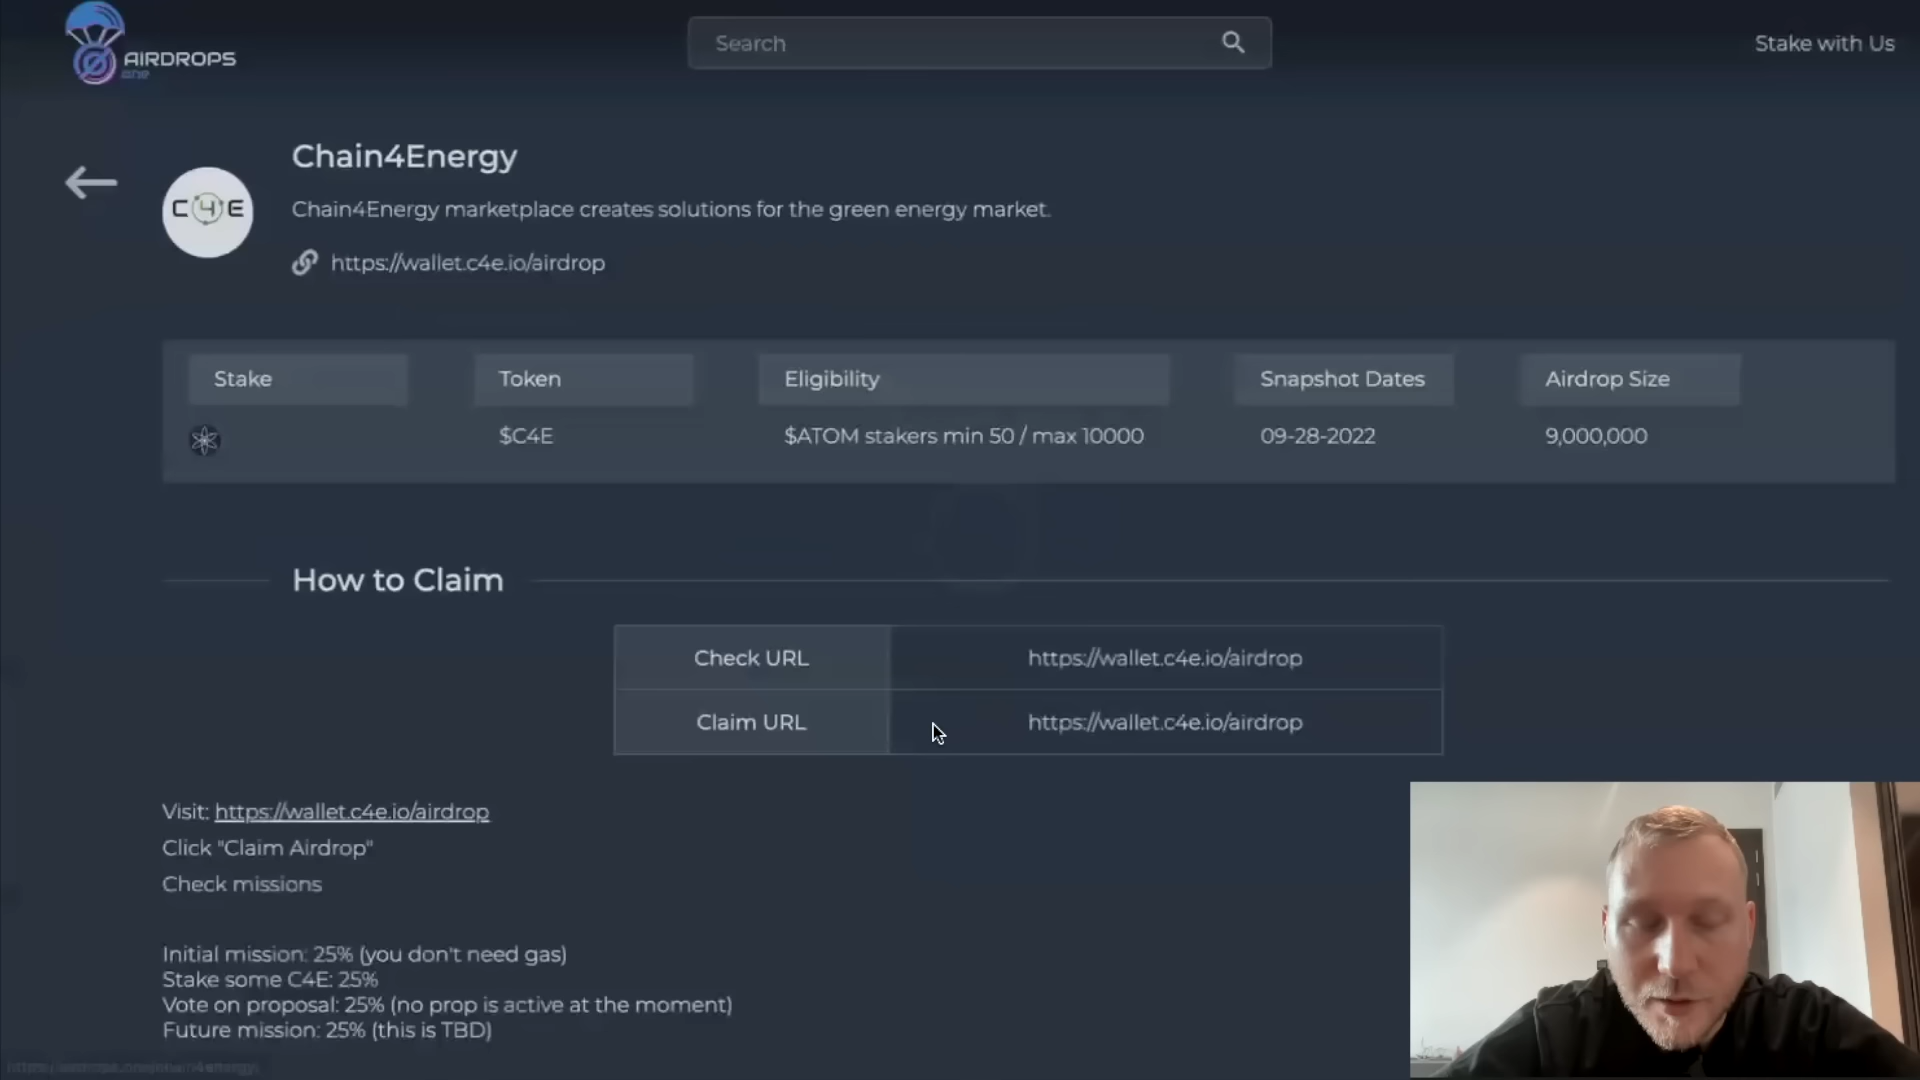 AIRDROPS
one
Search
Stake with Us
Chain4Energy
C4E
Chain4Energy marketplace creates solutions for the green energy market.
https://wallet.c4e.io/airdrop
Stake Token Eligibility Snapshot Dates Airdrop Size
$C4E $ATOM stakers min 50 / max 10000 09-28-2022 9,000,000
How to Claim
Check URL https://wallet.c4e.io/airdrop
Claim URL https://wallet.c4e.io/airdrop
Visit: https://wallet.c4e.io/airdrop
Click "Claim Airdrop"
Check missions
Initial mission: 25% (you don't need gas)
Stake some C4E: 25%
Vote on proposal: 25% (no prop is active at the moment)
Future mission: 25% (this is TBD)